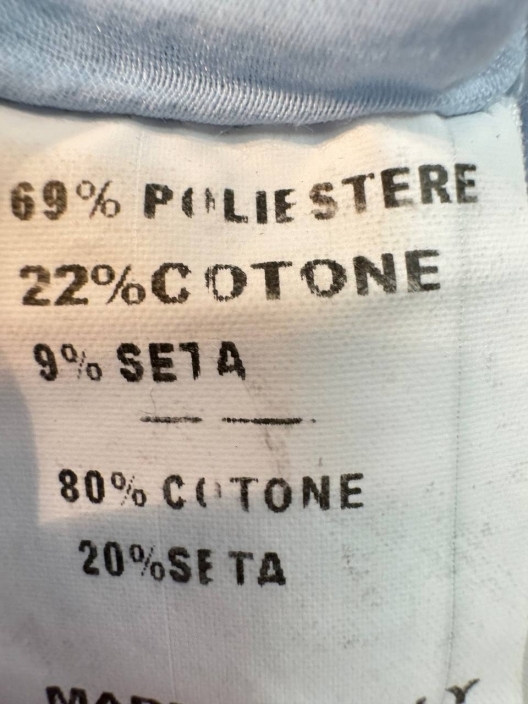 69% POLIESTERE
22%COTONE
9% SETA
80% COTONE
20%SETA